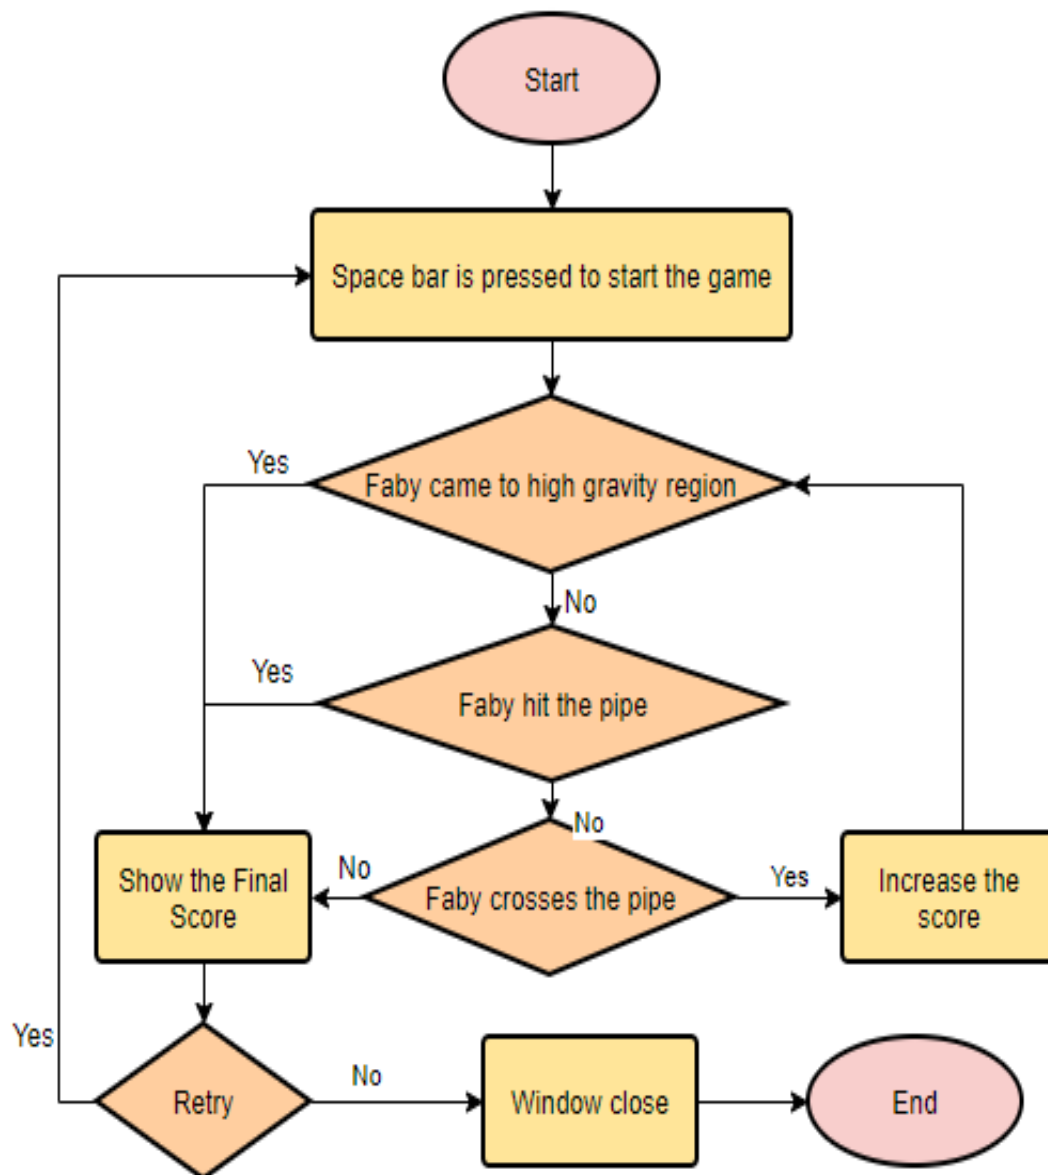 Start
Space bar is pressed to start the game
Yes
Faby came to high gravity region
No
Yes
Faby hit the pipe
No
Show the Final
Score
No
Faby crosses the pipe
Yes
Increase the
score
Yes
Retry
No
Window close
End